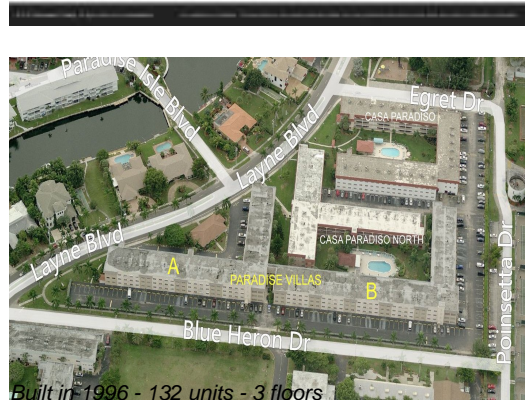 Paradise Isle Blvd
Egret Dr
CASA PARADISO
Layne Blvd
CASA PARADISO NORTH
Layne Blvd
A
PARADISE VILLAS
B
Poinsetta Dr
Blue Heron Dr
Built in 1996 - 132 units - 3 floors